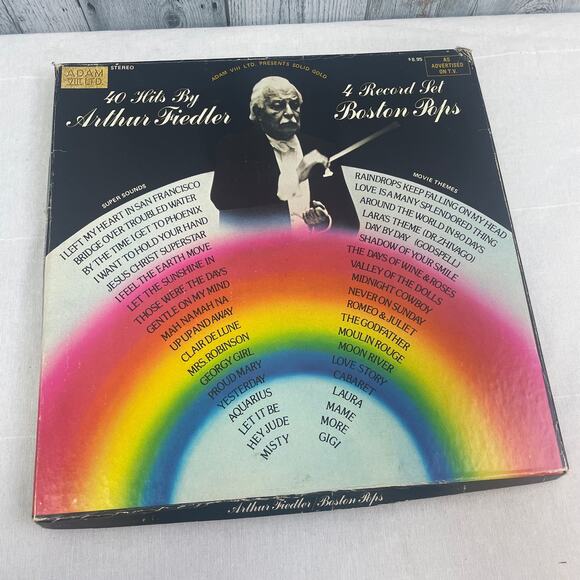 ADAM
VIII LTD.
STEREO
ADAM VIII LTD. PRESENTS SOLID GOLD
$8.95
AS
ADVERTISED
ON T.V.
40 Hits By
Arthur Fiedler
4 Record Set
Boston Pops
SUPER SOUNDS
I LEFT MY HEART IN SAN FRANCISCO
BRIDGE OVER TROUBLED WATER
BY THE TIME I GET TO PHOENIX
I WANT TO HOLD YOUR HAND
JESUS CHRIST SUPERSTAR
I FEEL THE EARTH MOVE
LET THE SUNSHINE IN
THOSE WERE THE DAYS
GENTLE ON MY MIND
MAH NA MAH, NA
UP UP AND AWAY
CLAIR DE LUNE
MRS. ROBINSON
GEORGY GIRL
PROUD MARY
YESTERDAY
AQUARIUS
LET IT BE
HEY JUDE
MISTY
MOVIE THEMES
RAINDROPS KEEP FALLING ON MY HEAD
LOVE IS A MANY SPLENDORED THING
AROUND THE WORLD IN 80 DAYS
LARA'S THEME (DR. ZHIVAGO)
DAY BY DAY (GODSPELL)
SHADOW OF YOUR SMILE
THE DAYS OF WINE & ROSES
VALLEY OF THE DOLLS
MIDNIGHT COWBOY
NEVER ON SUNDAY
ROMEO & JULIET
THE GODFATHER
MOULIN ROUGE
MOON RIVER
LOVE STORY
CABARET
LAURA
MAME
MORE
GIGI
Arthur Fiedler/Boston Pops